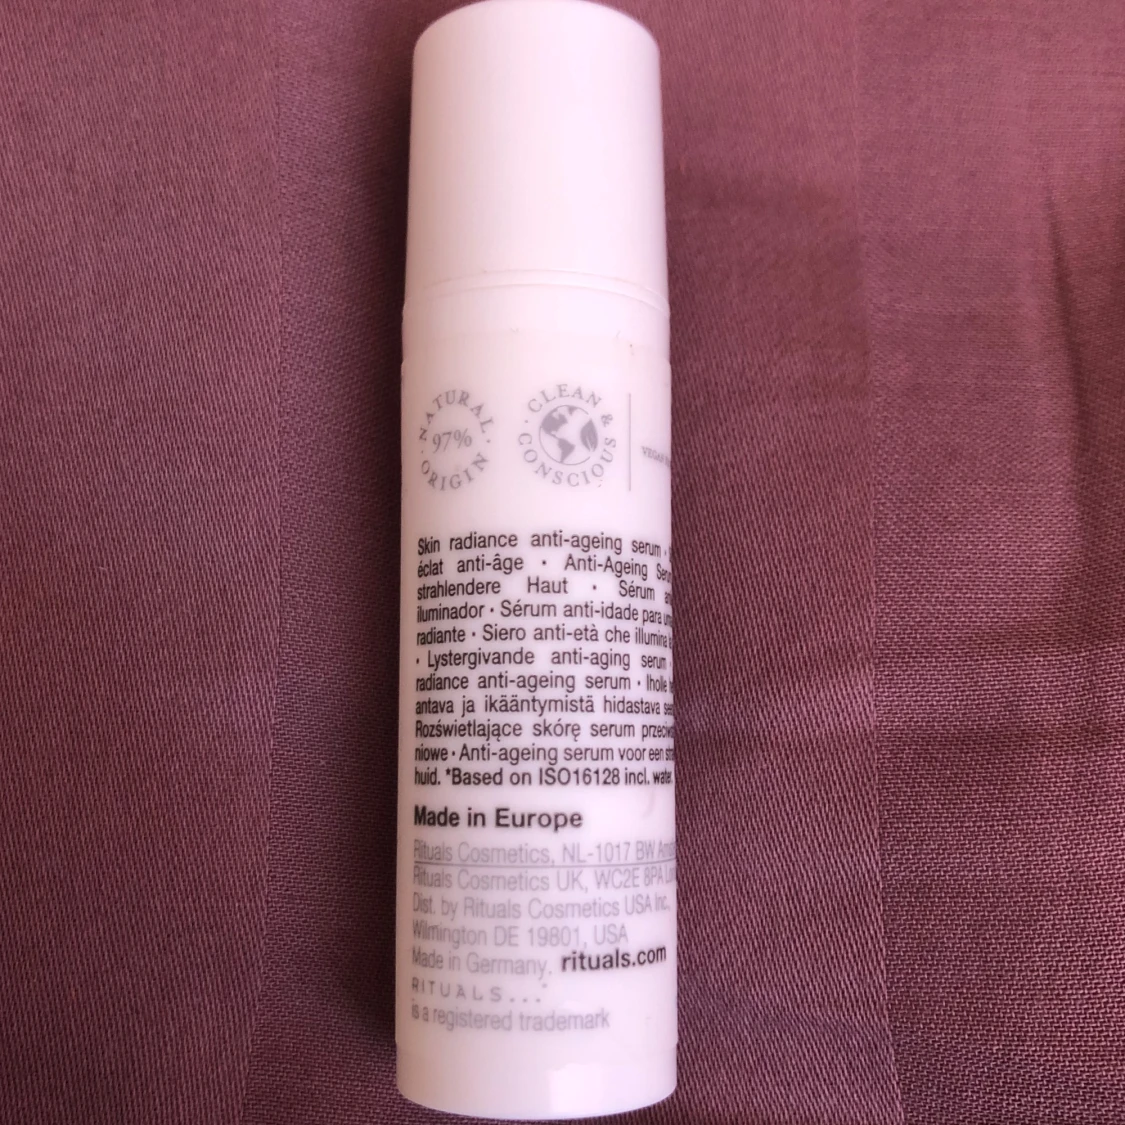 NATURAL 97% ORIGIN
CLEAN & CONSCIOUS
VEGAN
Skin radiance anti-ageing serum ·
éclat anti-âge · Anti-Ageing
strahlendere Haut · Sérum
iluminador · Sérum anti-idade para
radiante · Siero anti-età che illumina
· Lystergivande anti-aging serum ·
radiance anti-ageing serum · Iholle
antava ja ikääntymistä hidastava
Rozświetlające skórę serum
niowe · Anti-ageing serum voor een
huid. *Based on ISO16128 incl. water.
Made in Europe
Rituals Cosmetics, NL-1017 BW
Rituals Cosmetics UK, WC2E 8PA
Dist. by Rituals Cosmetics USA Inc.,
Wilmington DE 19801, USA
Made in Germany. rituals.com
RITUALS...
is a registered trademark